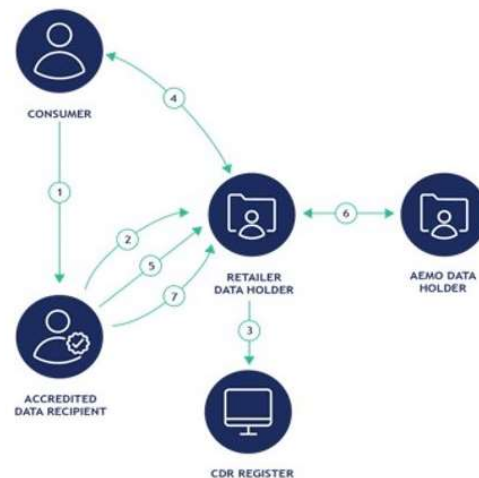 CONSUMER
4
1
2
5
7
6
RETAILER
DATA HOLDER
AEMO DATA
HOLDER
3
ACCREDITED
DATA RECIPIENT
CDR REGISTER